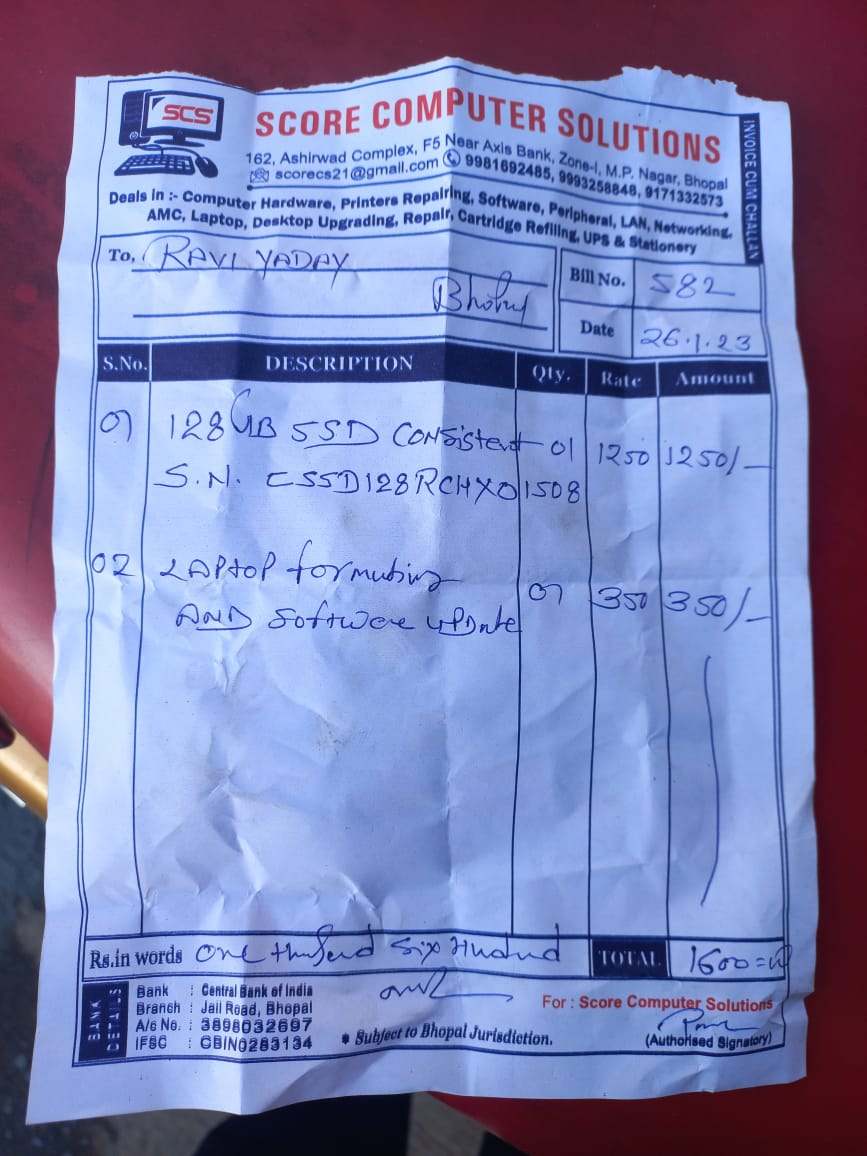 SCS
SCORE COMPUTER SOLUTIONS
162, Ashirwad Complex, F5 Near Axis Bank, Zone-I, M.P. Nagar, Bhopal
scorecs21@gmail.com 9981692485, 9993258848, 9171332573
Deals in :- Computer Hardware, Printers Repairing, Software, Peripheral, LAN, Networking,
AMC, Laptop, Desktop Upgrading, Repair, Cartridge Refiling, UPS & Stationery
INVOICE CUM CHALLAN
To, RAVI YADAV
Bhopal
Bill No. 582
Date 26.1.23
S.No. DESCRIPTION Qty. Rate Amount
01 128 GB SSD Consistent 01 1250 1250/-
S.N. CSSD128RCHX01508
02 LAPTOP formating
AND Software UPDate 01 350 350/-
Rs.in words One thousand Six Hundred TOTAL 1600=00
BANK DETAILS
Bank : Central Bank of India
Branch : Jail Road, Bhopal
A/c No. : 3898032697
IFSC : CBIN0283134
* Subject to Bhopal Jurisdiction.
For : Score Computer Solutions
(Authorised Signatory)